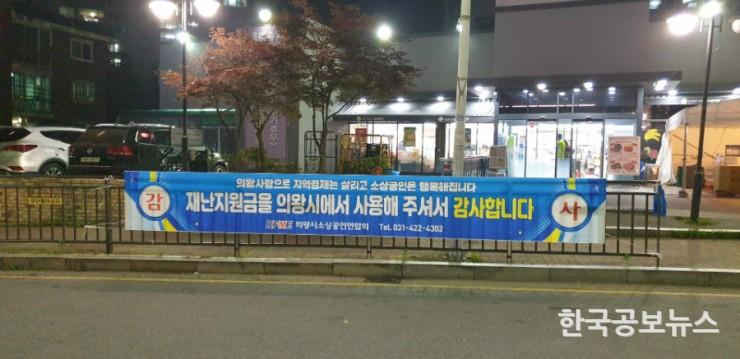 의왕사랑으로 지역경제는 살리고 소상공인은 행복해집니다
감 재난지원금을 의왕시에서 사용해 주셔서 감사합니다 사
KFME 의왕시소상공인연합회 Tel. 031-422-4302
한국공보뉴스